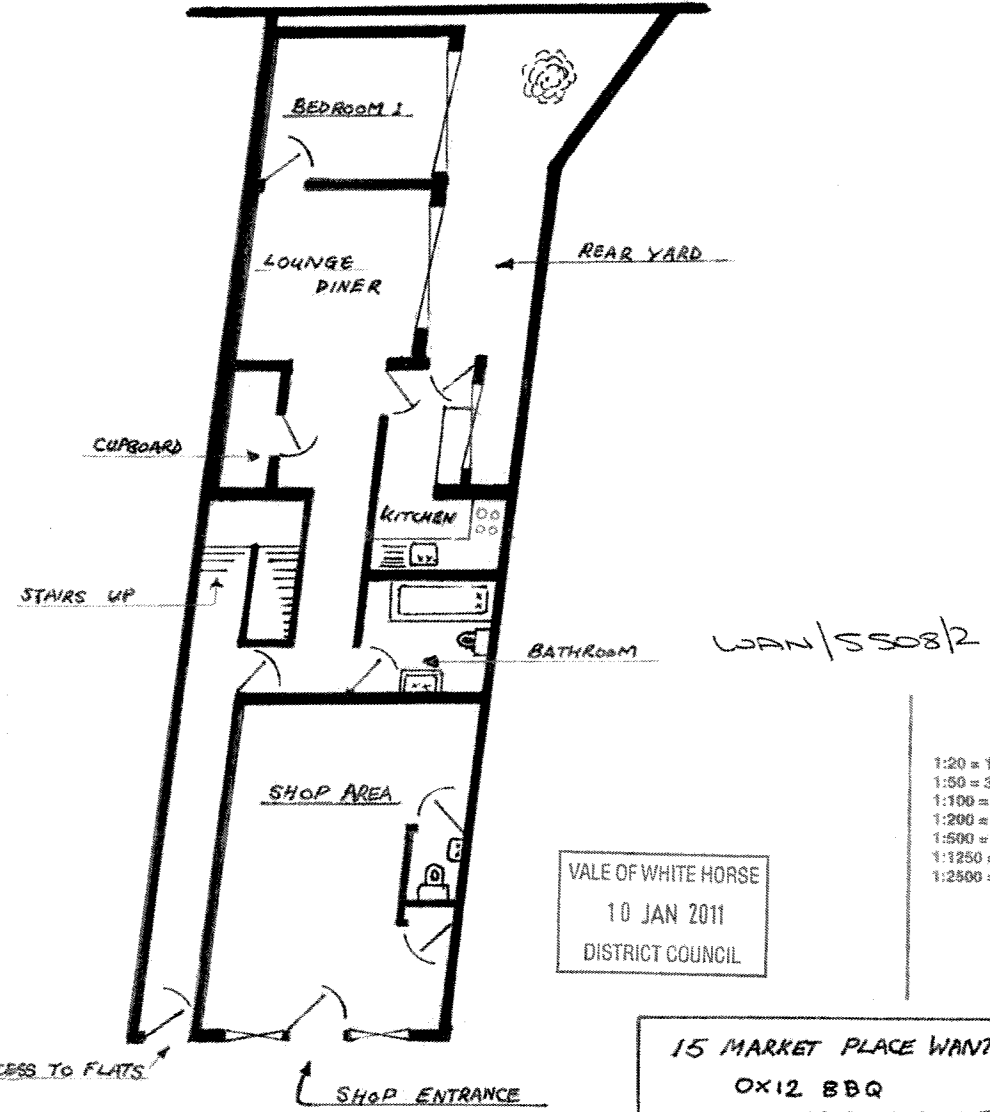 BEDROOM 1
REAR YARD
LOUNGE
DINER
CUPBOARD
KITCHEN
STAIRS UP
BATHROOM
WAN/5508/2
SHOP AREA
1:20 = 1
1:50 = 3
1:100 =
1:200 =
1:500 =
1:1250 =
1:2500 =
VALE OF WHITE HORSE
10 JAN 2011
DISTRICT COUNCIL
15 MARKET PLACE
OX12 8BQ
TO FLATS
SHOP ENTRANCE